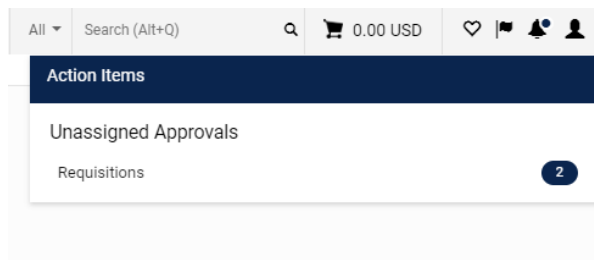 All Search (Alt+Q) 0.00 USD
Action Items
Unassigned Approvals
Requisitions 2